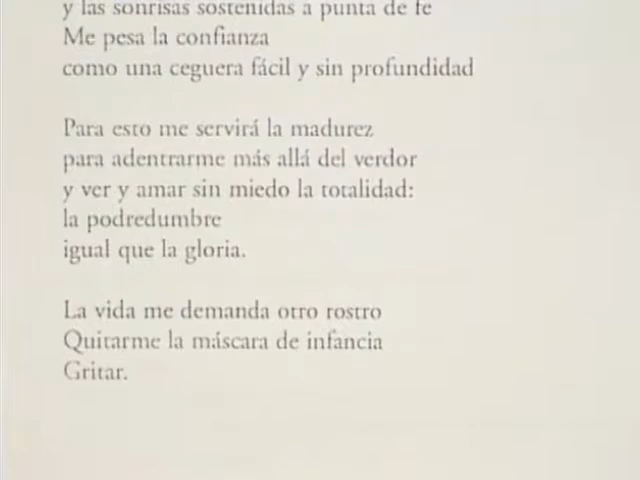 y las sonrisas sostenidas a punta de fe
Me pesa la confianza
como una ceguera fácil y sin profundidad
Para esto me servirá la madurez
para adentrarme más allá del verdor
y ver y amar sin miedo la totalidad:
la podredumbre
igual que la gloria.
La vida me demanda otro rostro
Quitarme la máscara de infancia
Gritar.